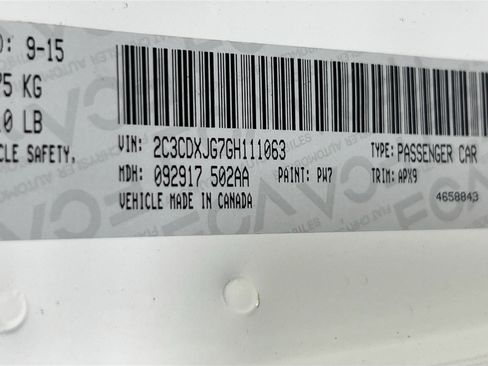 D: 9-15
75 KG
.0 LB
CLE SAFETY,
VIN: 2C3CDXJG7GH111063 TYPE: PASSENGER CAR
MDH: 092917 502AA PAINT: PW7 TRIM: APX9
VEHICLE MADE IN CANADA 4658843